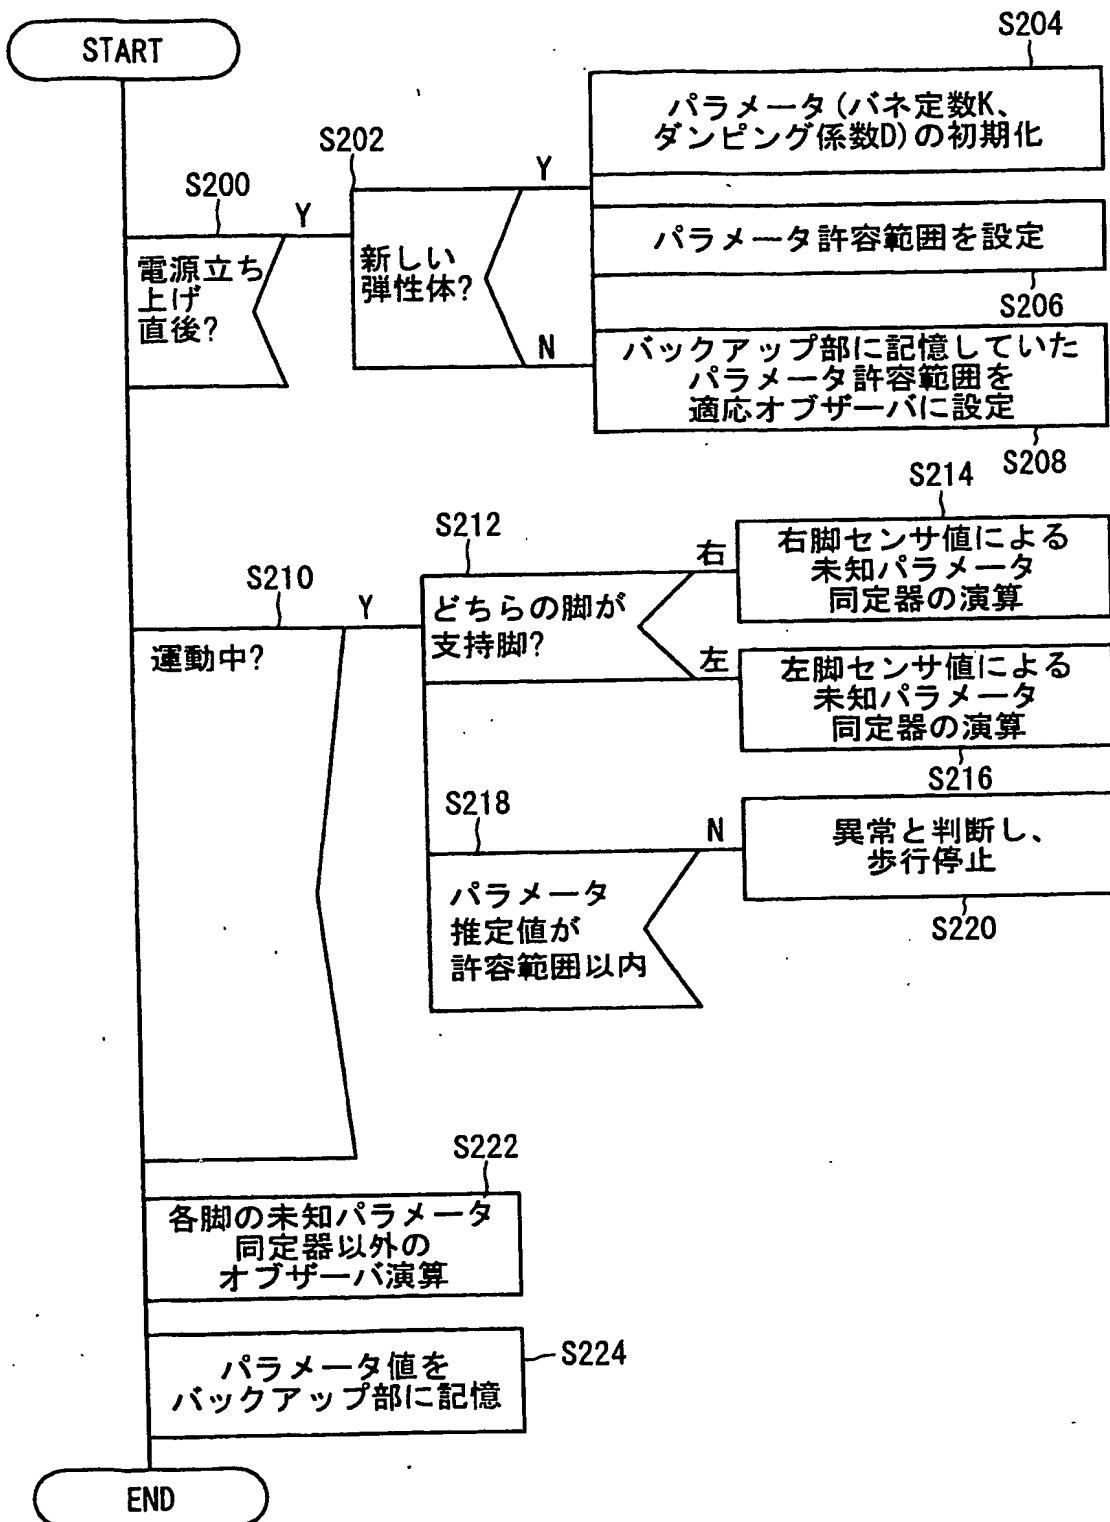 START
S204
パラメータ(バネ定数K、
ダンピング係数D)の初期化
S202
S200
Y
Y
電源立ち
上げ
直後?
新しい
弾性体?
パラメータ許容範囲を設定
S206
N
バックアップ部に記憶していた
パラメータ許容範囲を
適応オブザーバに設定
S208
S214
S212
右
右脚センサ値による
未知パラメータ
同定器の演算
S210
Y
どちらの脚が
支持脚?
運動中?
左
左脚センサ値による
未知パラメータ
同定器の演算
S216
S218
N
異常と判断し、
歩行停止
S220
パラメータ
推定値が
許容範囲以内
S222
各脚の未知パラメータ
同定器以外の
オブザーバ演算
S224
パラメータ値を
バックアップ部に記憶
END